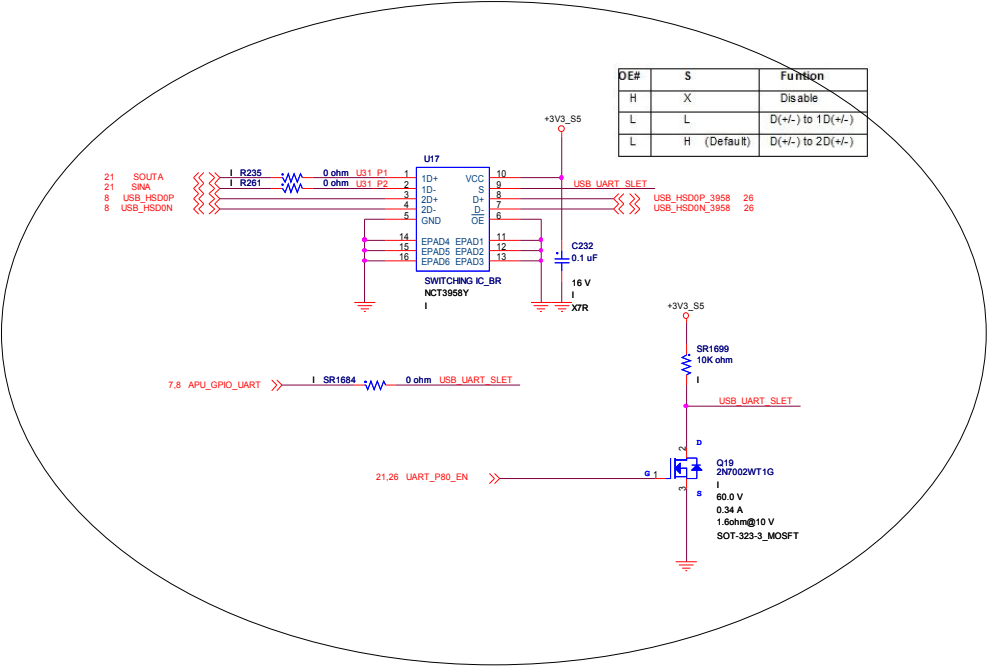 OE# S Funtion
H X Disable
L L D(+/-) to 1D(+/-)
L H (Default) D(+/-) to 2D(+/-)
+3V3_S5
U17
21 SOUTA I R235 0 ohm U31_P1 1 1D+ VCC 10
21 SINA I R261 0 ohm U31_P2 2 1D- S 9 USB_UART_SLET
8 USB_HSD0P 3 2D+ D+ 8 USB_HSD0P_3958 26
8 USB_HSD0N 4 2D- D- 7 USB_HSD0N_3958 26
5 GND OE 6
14 EPAD4 EPAD1 11
15 EPAD5 EPAD2 12
16 EPAD6 EPAD3 13
C232
0.1 uF
16 V
I
X7R
SWITCHING IC_BR
NCT3958Y
I
+3V3_S5
SR1699
10K ohm
I
7,8 APU_GPIO_UART I SR1684 0 ohm USB_UART_SLET
USB_UART_SLET
2 D
21,26 UART_P80_EN G 1
3 S
Q19
2N7002WT1G
I
60.0 V
0.34 A
1.6ohm@10 V
SOT-323-3_MOSFT